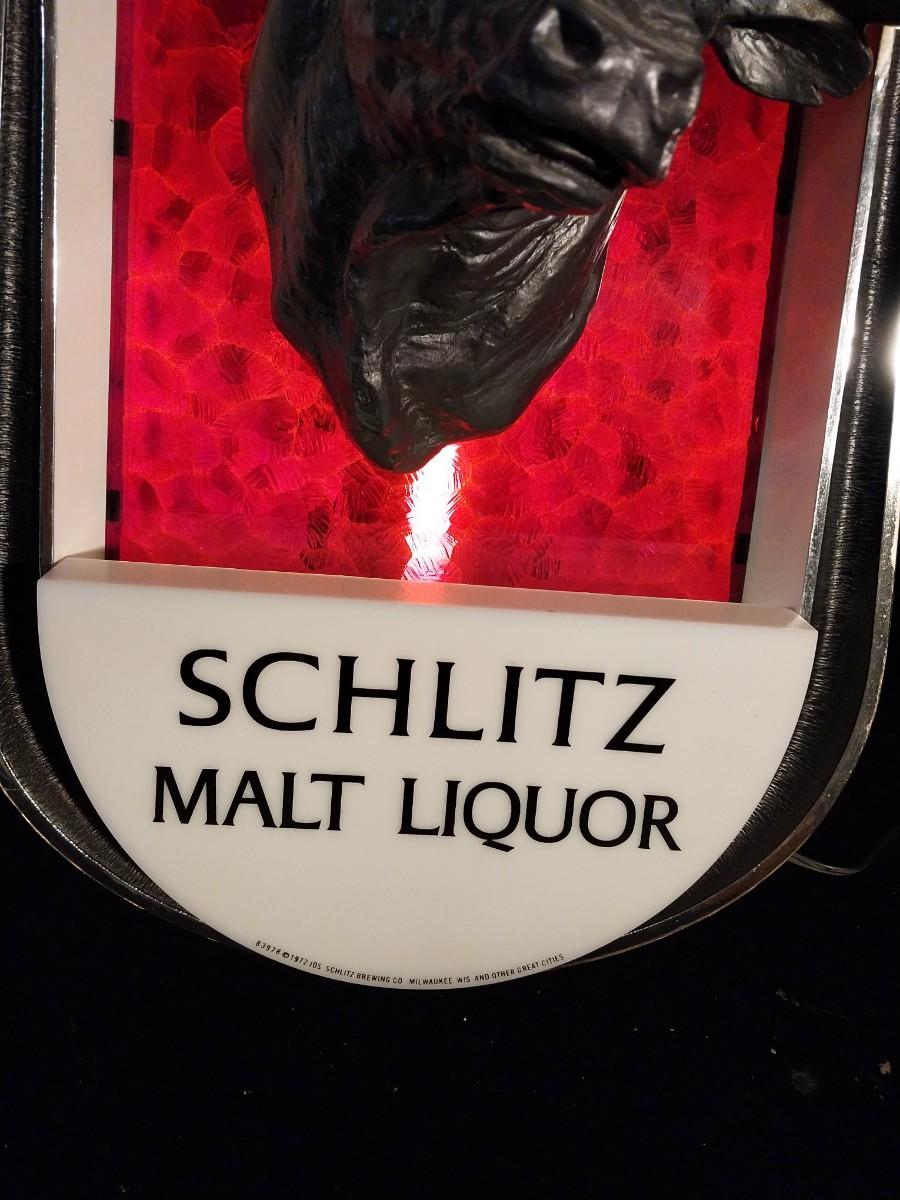 SCHLITZ
MALT LIQUOR
83978 ©1972 JOS. SCHLITZ BREWING CO. MILWAUKEE, WIS. AND OTHER GREAT CITIES